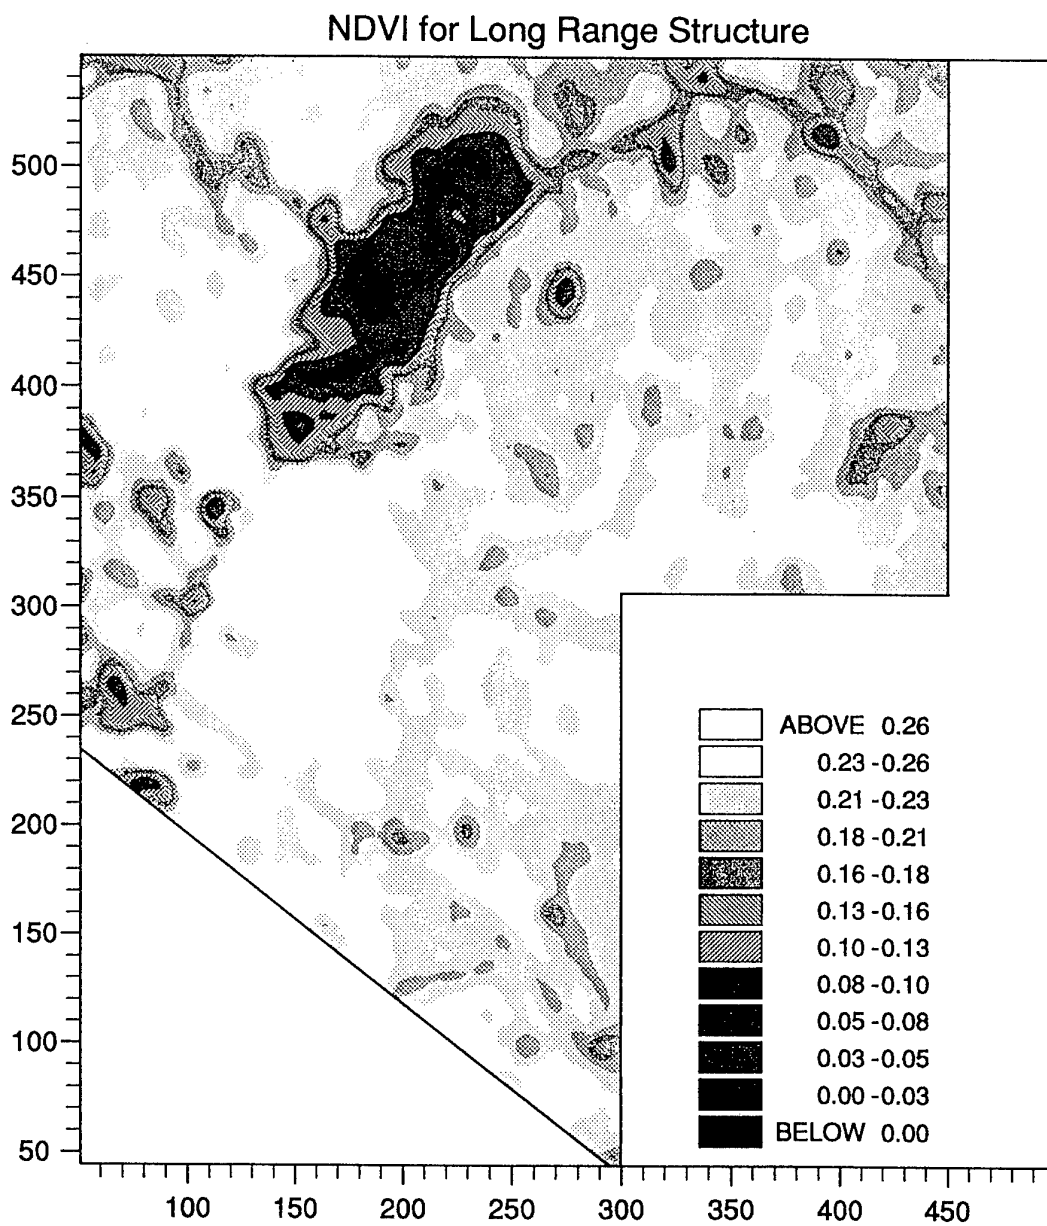 NDVI for Long Range Structure
500
450
400
350
300
250
200
150
100
50
ABOVE 0.26
0.23 - 0.26
0.21 - 0.23
0.18 - 0.21
0.16 - 0.18
0.13 - 0.16
0.10 - 0.13
0.08 - 0.10
0.05 - 0.08
0.03 - 0.05
0.00 - 0.03
BELOW 0.00
100 150 200 250 300 350 400 450